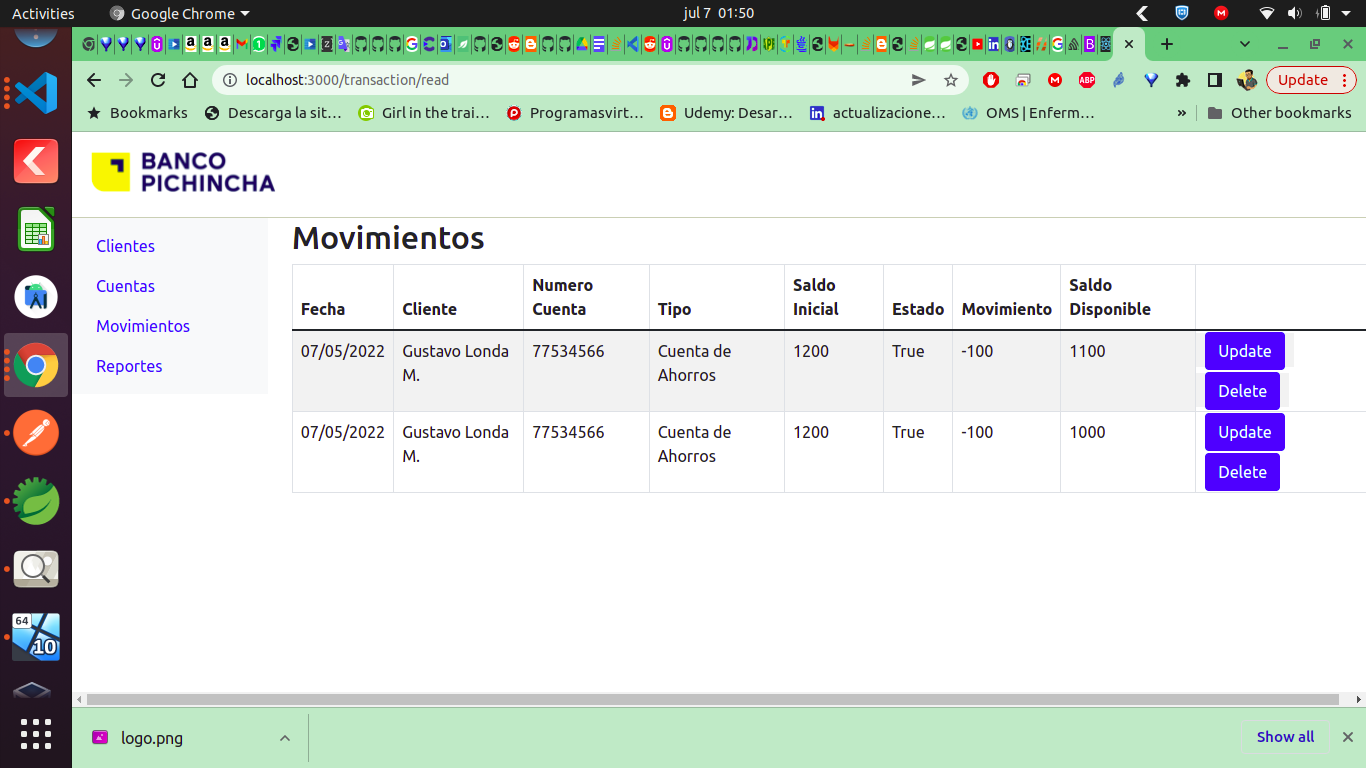 Activities
Google Chrome
jul 7 01:50
localhost:3000/transaction/read
ABP
Update
Bookmarks
Descarga la sit…
Girl in the trai…
Programasvirt…
Udemy: Desar…
actualizacione…
OMS | Enferm…
»
Other bookmarks
BANCO
PICHINCHA
Clientes
Cuentas
Movimientos
Reportes
Movimientos
Fecha Cliente Numero Cuenta Tipo Saldo Inicial Estado Movimiento Saldo Disponible
07/05/2022 Gustavo Londa M. 77534566 Cuenta de Ahorros 1200 True -100 1100 Update Delete
07/05/2022 Gustavo Londa M. 77534566 Cuenta de Ahorros 1200 True -100 1000 Update Delete
64
10
logo.png
Show all